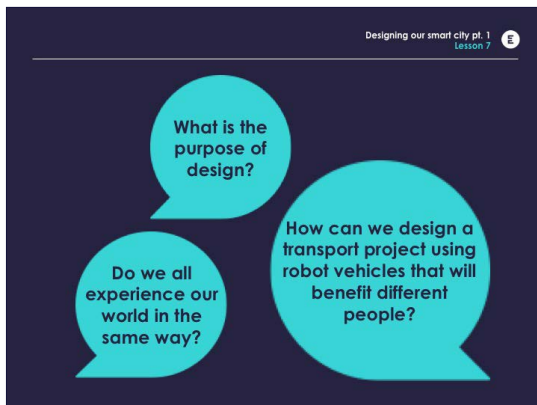 Designing our smart city pt. 1
Lesson 7
E
What is the
purpose of
design?
How can we design a
transport project using
robot vehicles that will
benefit different
people?
Do we all
experience our
world in the
same way?